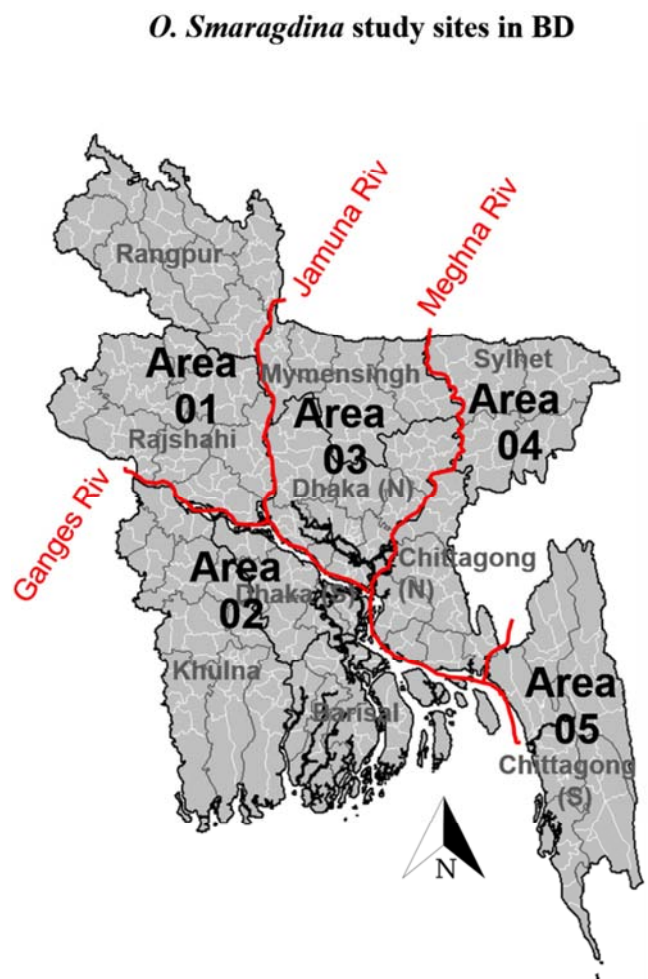 O. Smaragdina study sites in BD
Jamuna Riv
Meghna Riv
Rangpur
Area
01
Mymensingh
Sylhet
Area
03
Area
04
Rajshahi
Dhaka (N)
Ganges Riv
Area
02
Dhaka (S)
Chittagong
(N)
Khulna
Barisal
Area
05
Chittagong
(S)
N